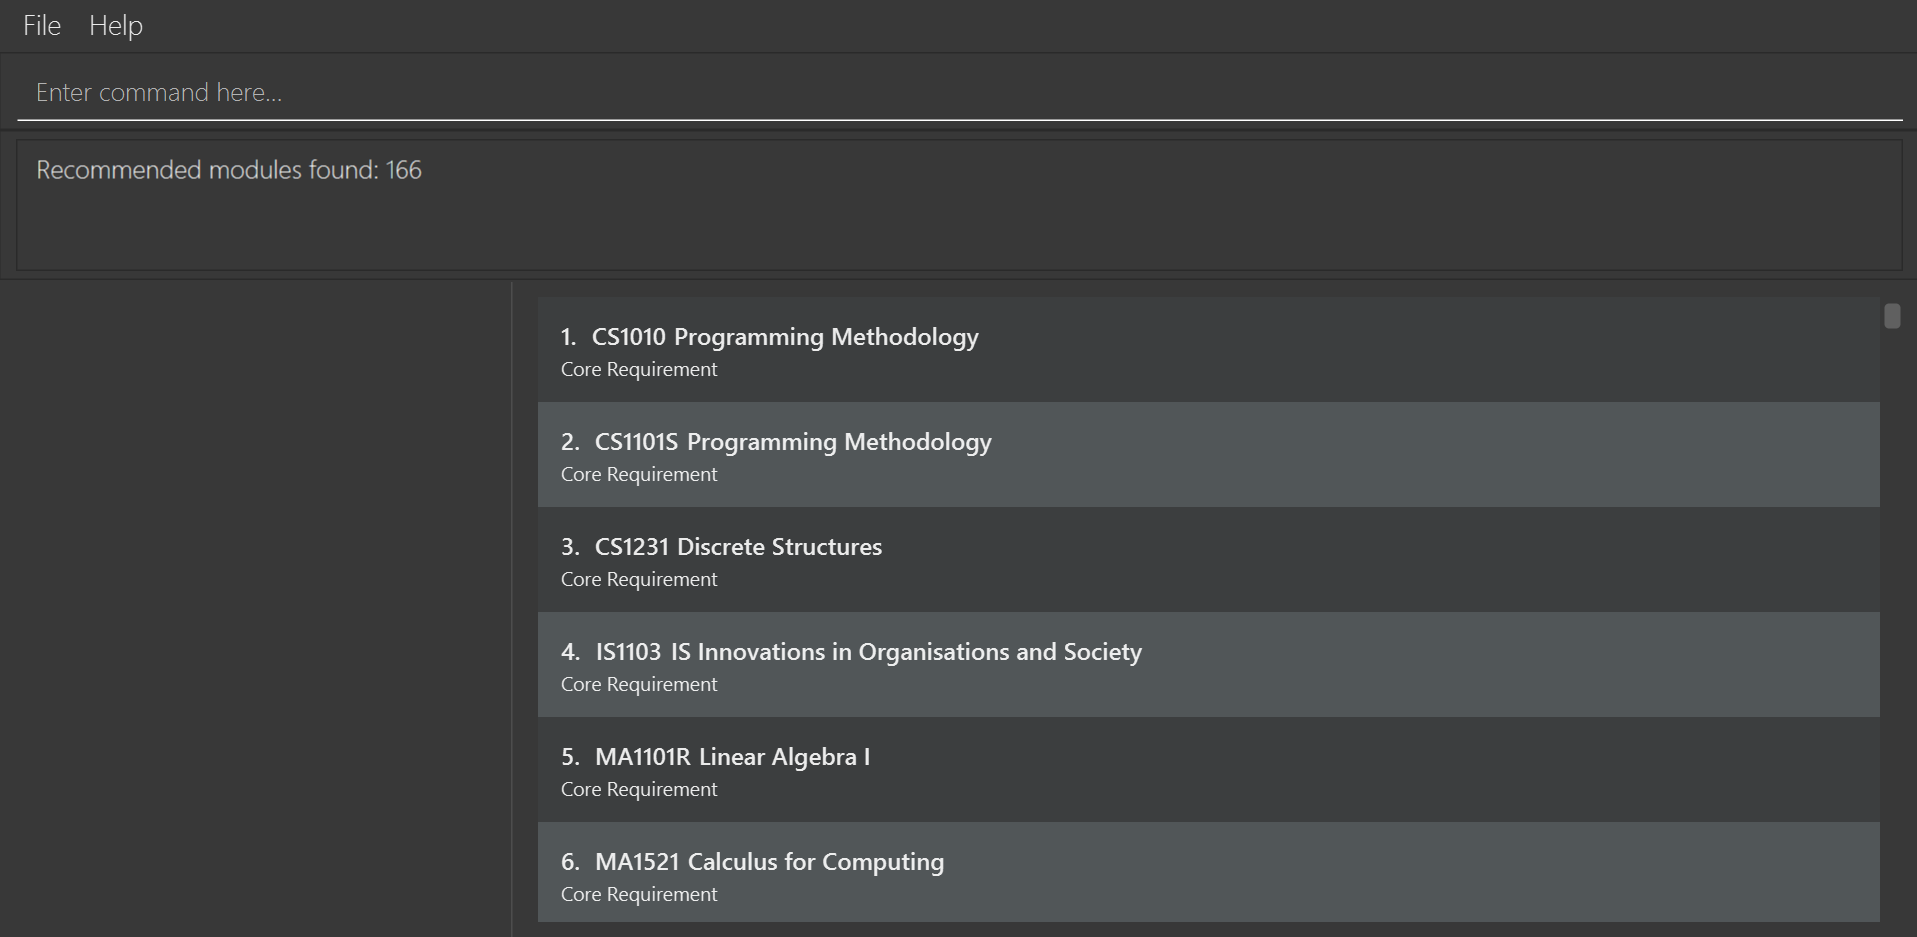 File Help
Enter command here...
Recommended modules found: 166
1. CS1010 Programming Methodology
Core Requirement
2. CS1101S Programming Methodology
Core Requirement
3. CS1231 Discrete Structures
Core Requirement
4. IS1103 IS Innovations in Organisations and Society
Core Requirement
5. MA1101R Linear Algebra I
Core Requirement
6. MA1521 Calculus for Computing
Core Requirement